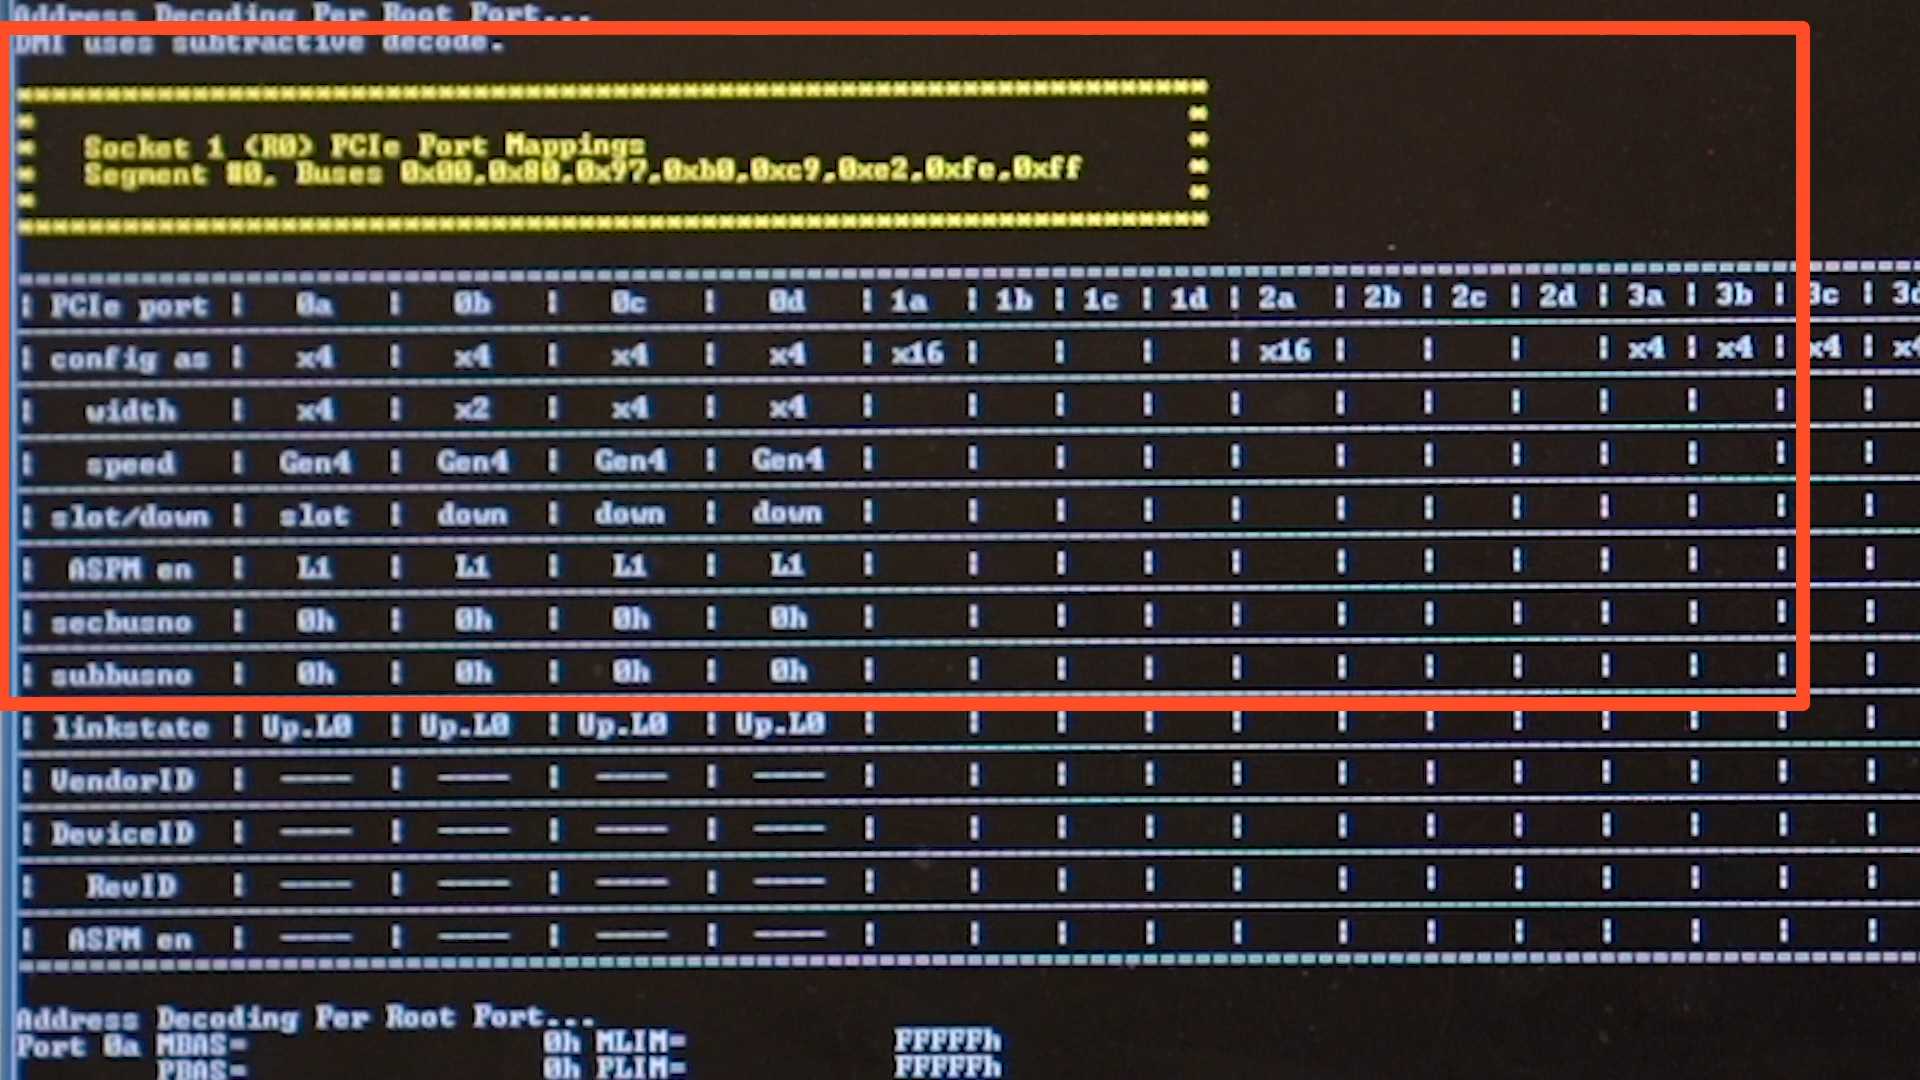 Address Decoding Per Root Port...
DMI uses subtractive decode.
**********************************************************************
* *
* Socket 1 (R0) PCIe Port Mappings *
* Segment #0, Buses 0x00,0x80,0x97,0xb0,0xc9,0xe2,0xfe,0xff *
* *
**********************************************************************
| PCIe port | 0a | 0b | 0c | 0d | 1a | 1b | 1c | 1d | 2a | 2b | 2c | 2d | 3a | 3b | 3c | 3d
| config as | x4 | x4 | x4 | x4 | x16 | | | | x16 | | | | x4 | x4 | x4 | x4
| width | x4 | x2 | x4 | x4 | | | | | | | | | | | |
| speed | Gen4 | Gen4 | Gen4 | Gen4 | | | | | | | | | | | |
| slot/down | slot | down | down | down | | | | | | | | | | | |
| ASPM en | L1 | L1 | L1 | L1 | | | | | | | | | | | |
| secbusno | 0h | 0h | 0h | 0h | | | | | | | | | | | |
| subbusno | 0h | 0h | 0h | 0h | | | | | | | | | | | |
| linkstate | Up.L0 | Up.L0 | Up.L0 | Up.L0 | | | | | | | | | | | |
| VendorID | ---- | ---- | ---- | ---- | | | | | | | | | | | |
| DeviceID | ---- | ---- | ---- | ---- | | | | | | | | | | | |
| RevID | ---- | ---- | ---- | ---- | | | | | | | | | | | |
| ASPM en | ---- | ---- | ---- | ---- | | | | | | | | | | | |
Address Decoding Per Root Port...
Port 0a MBAS= 0h MLIM= FFFFFh
PBAS= 0h PLIM= FFFFFh